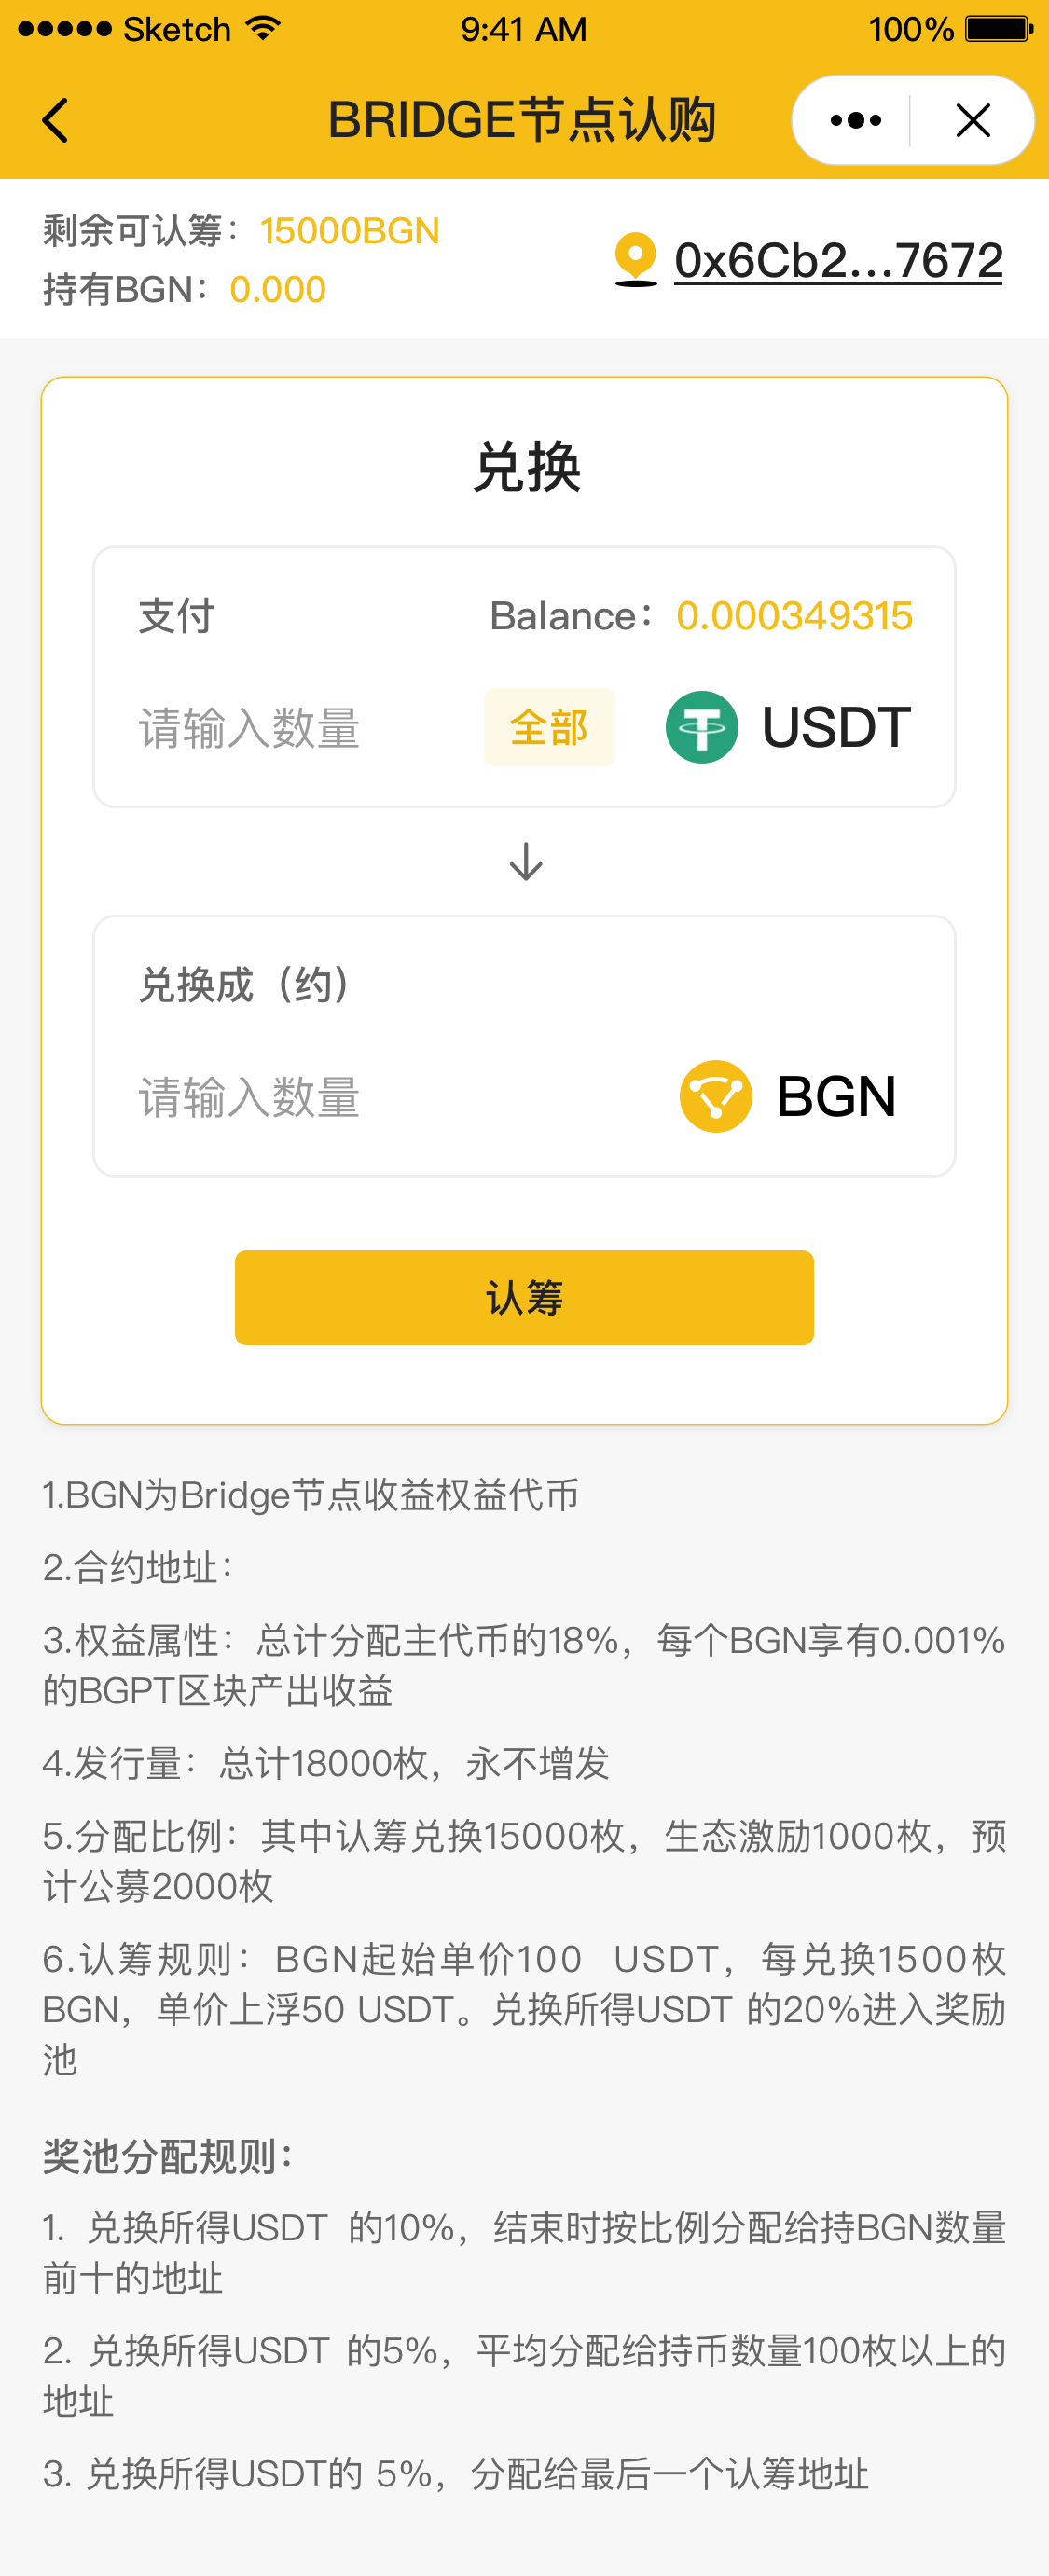 Sketch 9:41 AM 100%
BRIDGE节点认购
剩余可认筹：15000BGN
持有BGN：0.000
0x6Cb2...7672
兑换
支付 Balance：0.000349315
请输入数量 全部 USDT
兑换成（约）
请输入数量 BGN
认筹
1.BGN为Bridge节点收益权益代币
2.合约地址：
3.权益属性：总计分配主代币的18%，每个BGN享有0.001%
的BGPT区块产出收益
4.发行量：总计18000枚，永不增发
5.分配比例：其中认筹兑换15000枚，生态激励1000枚，预
计公募2000枚
6.认筹规则：BGN起始单价100 USDT，每兑换1500枚
BGN，单价上浮50 USDT。兑换所得USDT 的20%进入奖励
池
奖池分配规则：
1. 兑换所得USDT 的10%，结束时按比例分配给持BGN数量
前十的地址
2. 兑换所得USDT 的5%，平均分配给持币数量100枚以上的
地址
3. 兑换所得USDT的 5%，分配给最后一个认筹地址